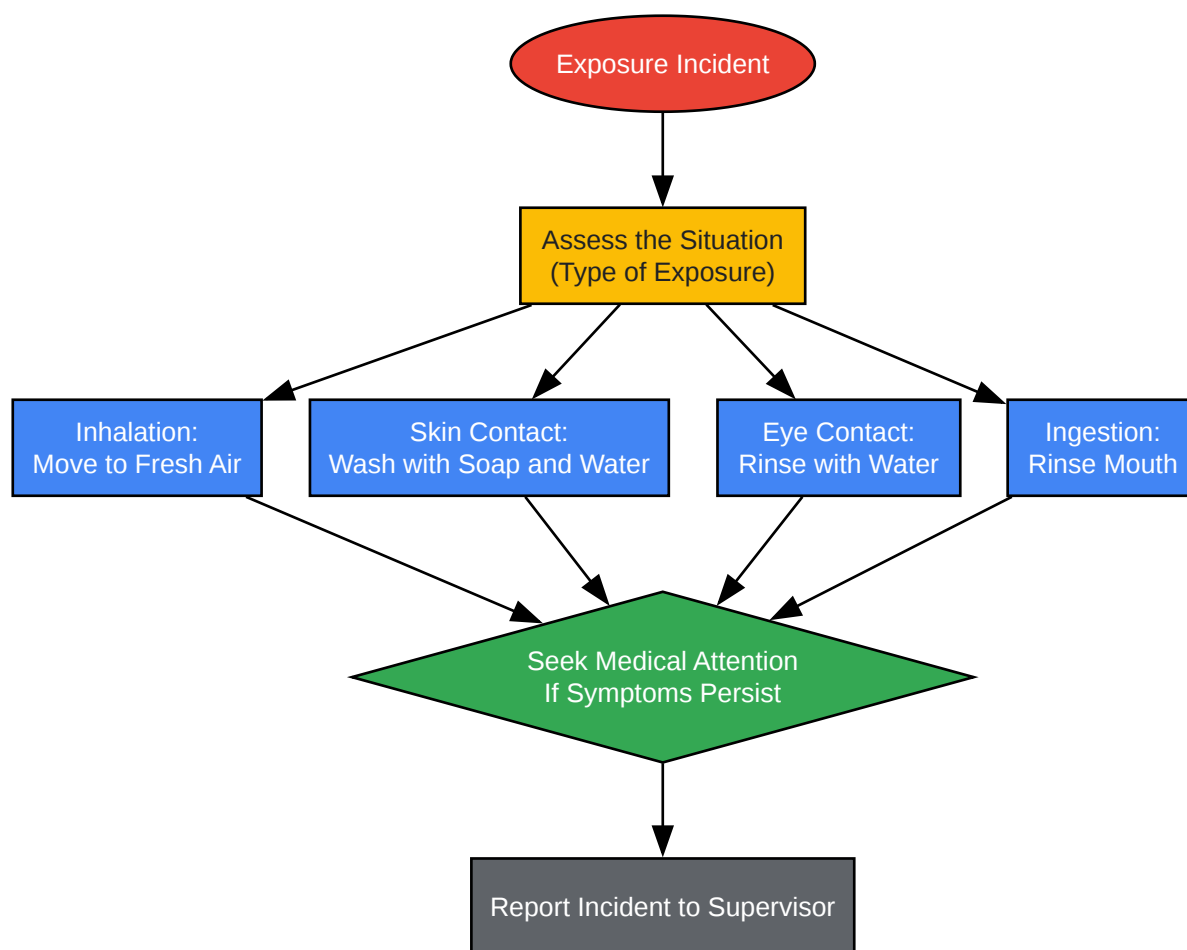 Exposure Incident
Assess the Situation
(Type of Exposure)
Inhalation:
Move to Fresh Air
Skin Contact:
Wash with Soap and Water
Eye Contact:
Rinse with Water
Ingestion:
Rinse Mouth
Seek Medical Attention
If Symptoms Persist
Report Incident to Supervisor